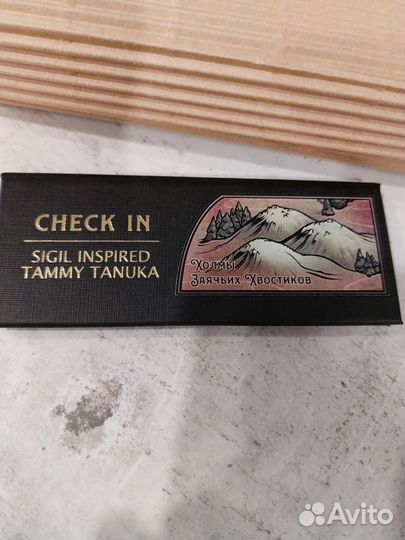 CHECK IN
SIGIL INSPIRED
TAMMY TANUKA
Холмы
Заячьих Хвостиков
Avito